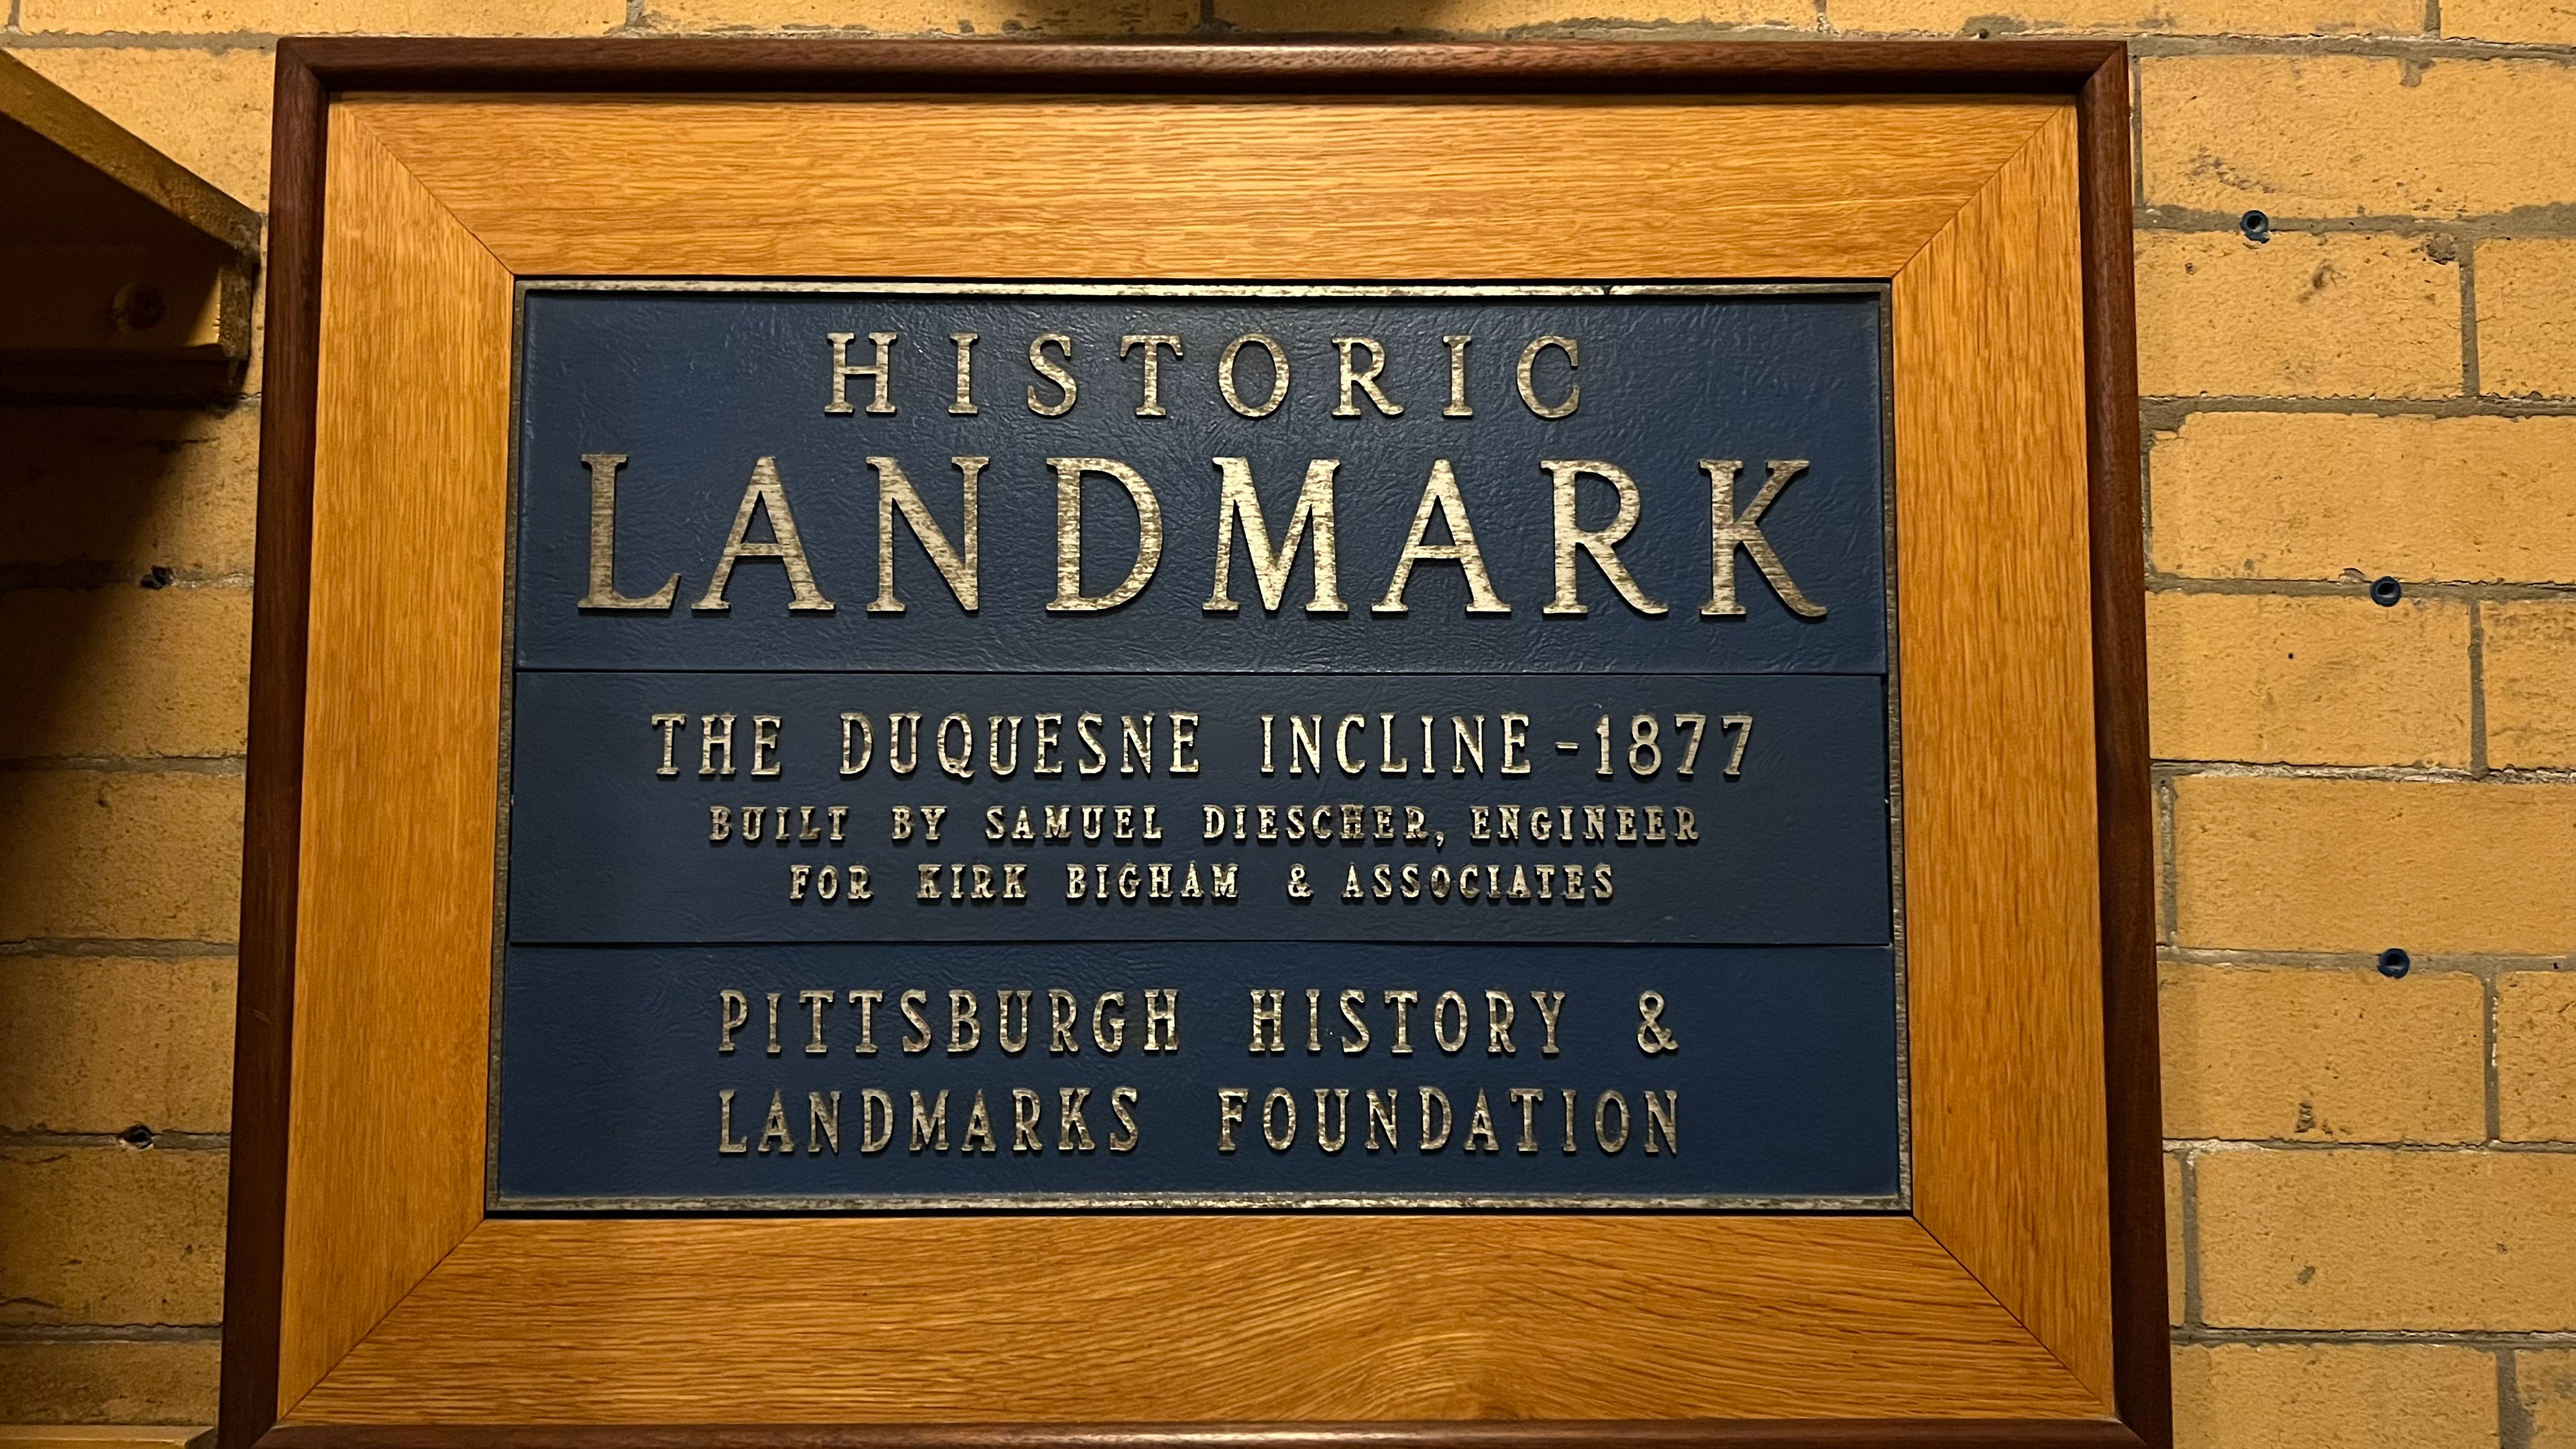 HISTORIC
LANDMARK
THE DUQUESNE INCLINE-1877
BUILT BY SAMUEL DIESCHER, ENGINEER
FOR KIRK BIGHAM & ASSOCIATES
PITTSBURGH HISTORY &
LANDMARKS FOUNDATION